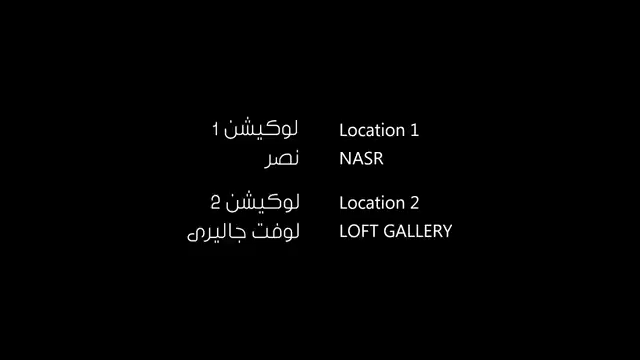 لوكيشن 1
Location 1
نصر
NASR
لوكيشن 2
Location 2
لوفت جاليرى
LOFT GALLERY